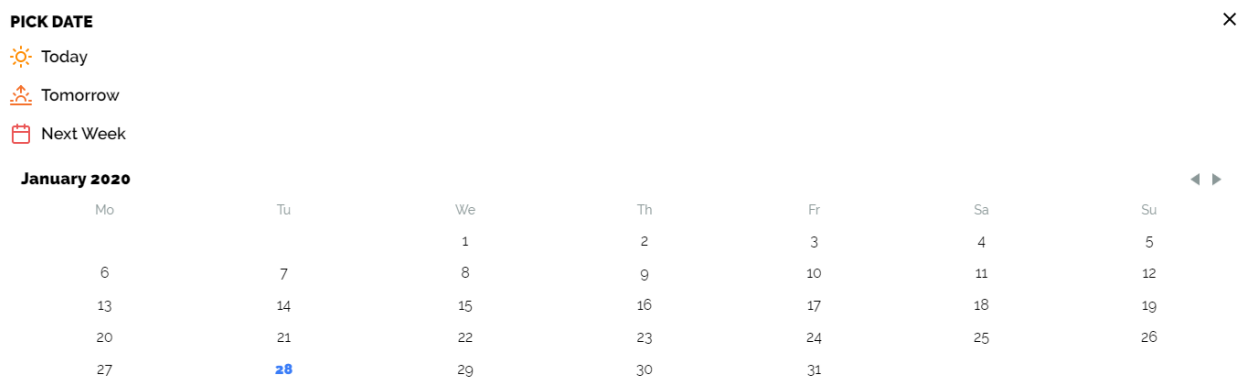 PICK DATE
Today
Tomorrow
Next Week
January 2020
Mo Tu We Th Fr Sa Su
1 2 3 4 5
6 7 8 9 10 11 12
13 14 15 16 17 18 19
20 21 22 23 24 25 26
27 28 29 30 31